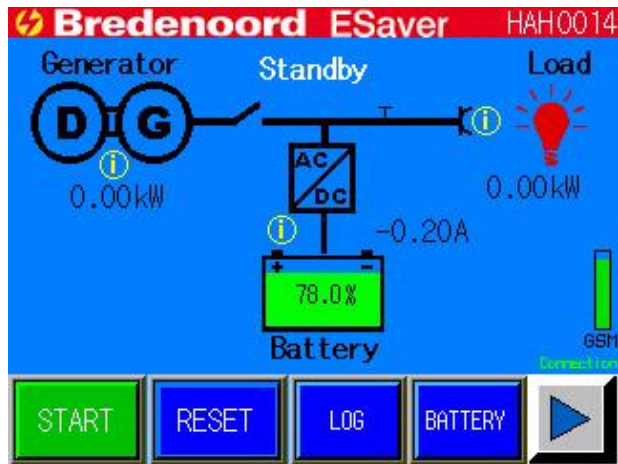 Bredenoord ESaver HAH0014
Generator Standby Load
D G
AC
DC
0.00kW
0.00kW
-0.20A
+ -
78.0%
Battery
GSM
Connection
START RESET LOG BATTERY